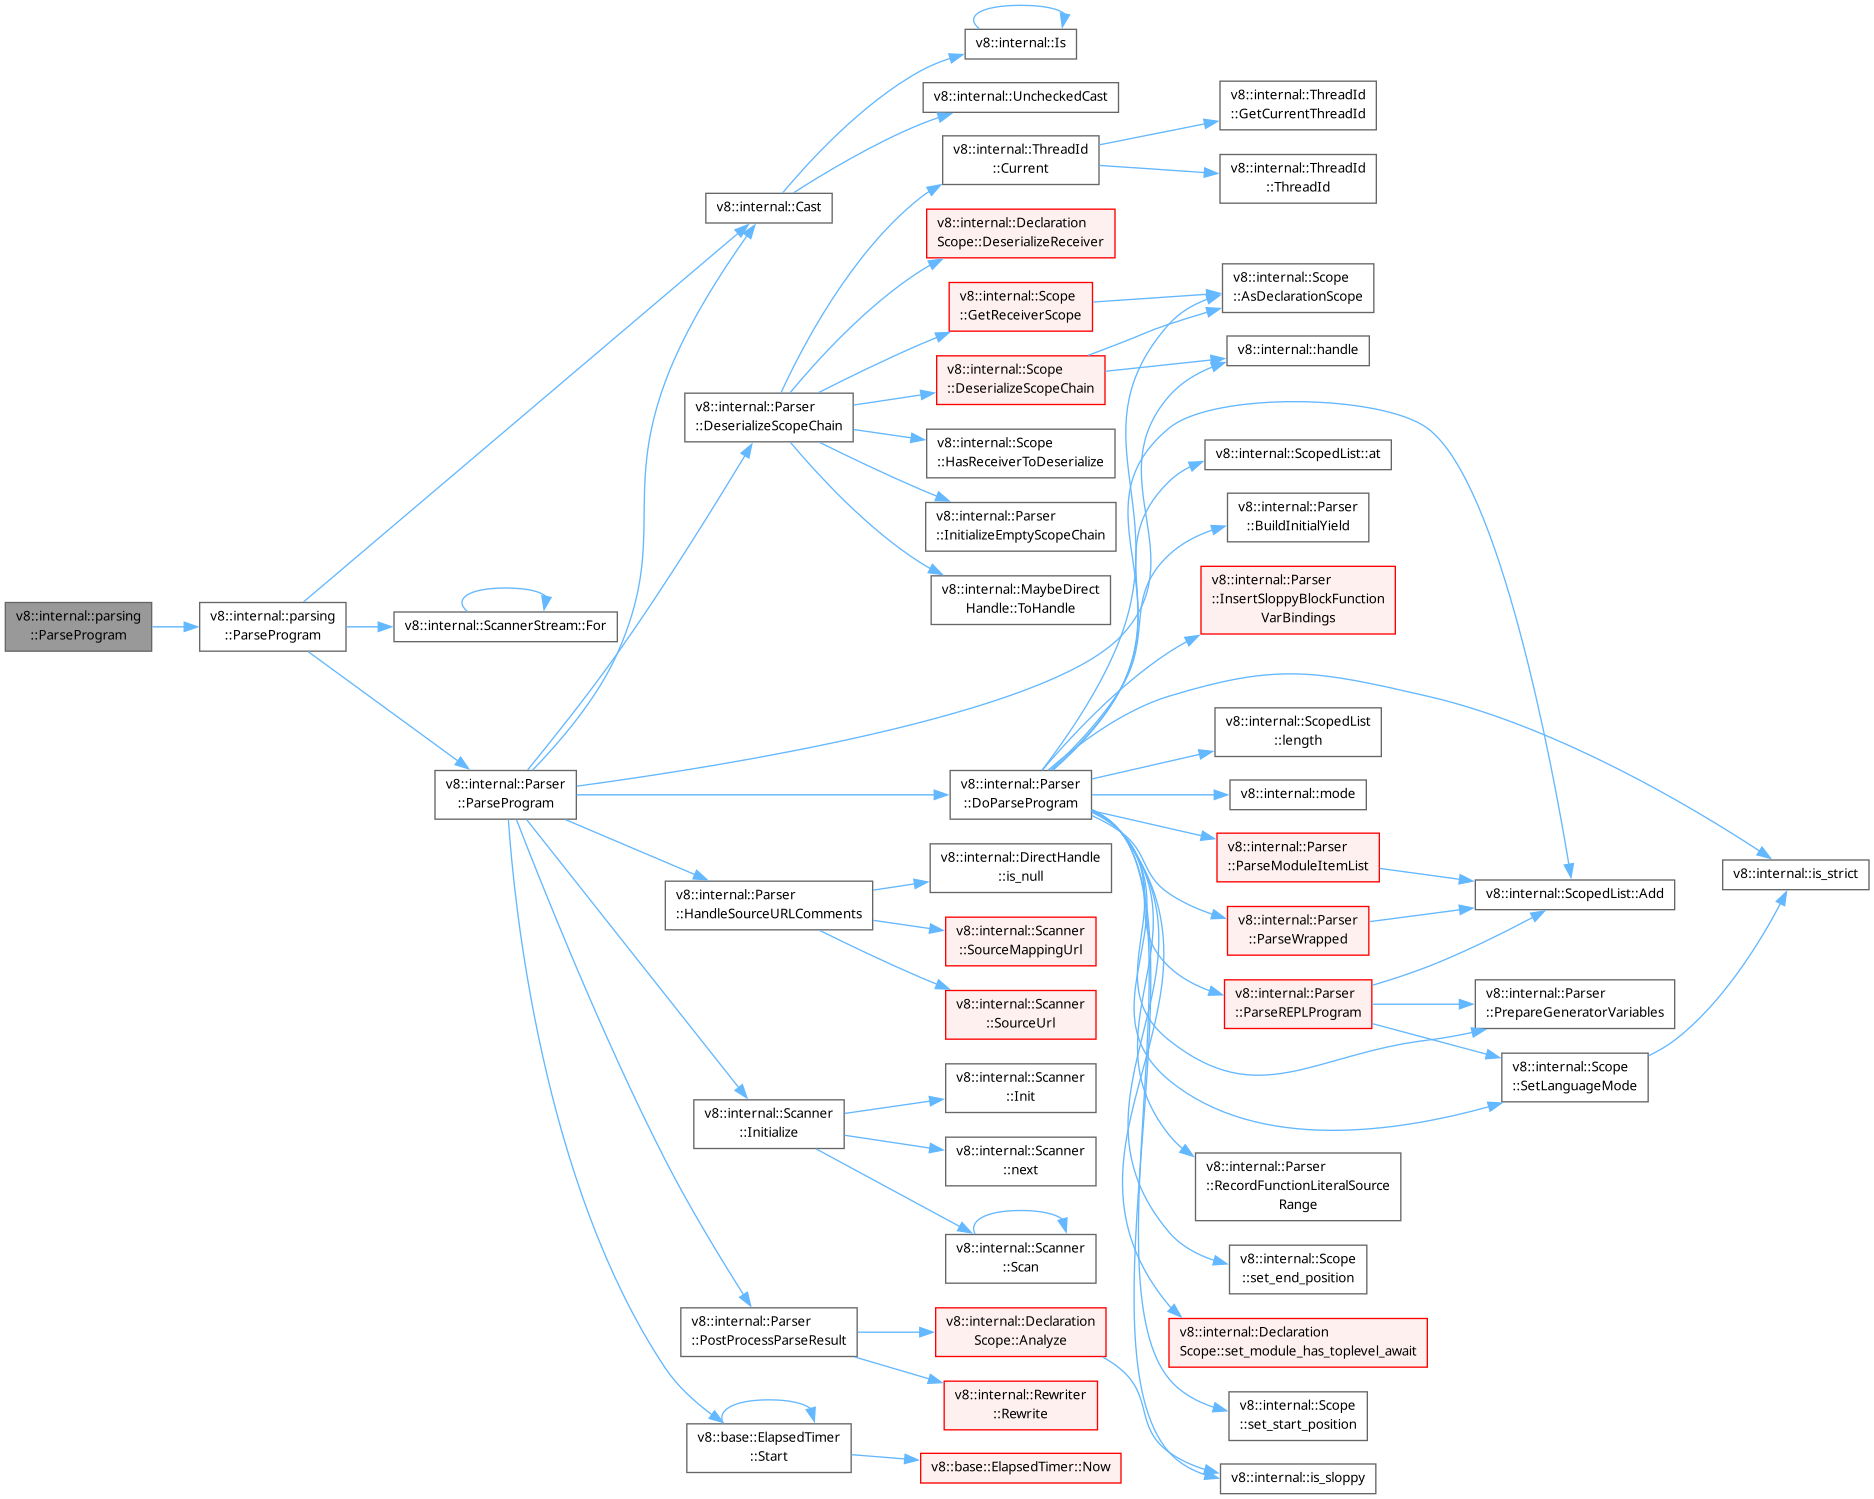 v8::internal::parsing
::ParseProgram
v8::internal::parsing
::ParseProgram
v8::internal::ScannerStream::For
v8::internal::Parser
::ParseProgram
v8::internal::Cast
v8::internal::Parser
::DeserializeScopeChain
v8::internal::Parser
::HandleSourceURLComments
v8::internal::Scanner
::Initialize
v8::internal::Parser
::PostProcessParseResult
v8::base::ElapsedTimer
::Start
v8::internal::Is
v8::internal::UncheckedCast
v8::internal::ThreadId
::Current
v8::internal::Declaration
Scope::DeserializeReceiver
v8::internal::Scope
::GetReceiverScope
v8::internal::Scope
::DeserializeScopeChain
v8::internal::Scope
::HasReceiverToDeserialize
v8::internal::Parser
::InitializeEmptyScopeChain
v8::internal::MaybeDirect
Handle::ToHandle
v8::internal::Parser
::DoParseProgram
v8::internal::DirectHandle
::is_null
v8::internal::Scanner
::SourceMappingUrl
v8::internal::Scanner
::SourceUrl
v8::internal::Scanner
::Init
v8::internal::Scanner
::next
v8::internal::Scanner
::Scan
v8::internal::Declaration
Scope::Analyze
v8::internal::Rewriter
::Rewrite
v8::base::ElapsedTimer::Now
v8::internal::ThreadId
::GetCurrentThreadId
v8::internal::ThreadId
::ThreadId
v8::internal::Scope
::AsDeclarationScope
v8::internal::handle
v8::internal::ScopedList::at
v8::internal::Parser
::BuildInitialYield
v8::internal::Parser
::InsertSloppyBlockFunction
VarBindings
v8::internal::ScopedList
::length
v8::internal::mode
v8::internal::Parser
::ParseModuleItemList
v8::internal::Parser
::ParseWrapped
v8::internal::Parser
::ParseREPLProgram
v8::internal::Parser
::RecordFunctionLiteralSource
Range
v8::internal::Scope
::set_end_position
v8::internal::Declaration
Scope::set_module_has_toplevel_await
v8::internal::Scope
::set_start_position
v8::internal::is_sloppy
v8::internal::ScopedList::Add
v8::internal::Parser
::PrepareGeneratorVariables
v8::internal::Scope
::SetLanguageMode
v8::internal::is_strict